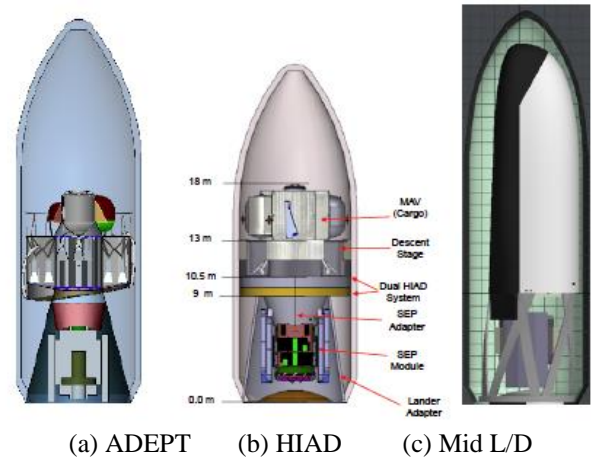 18 m
MAV
(Cargo)
13 m
Descent
Stage
10.5 m
Dual HIAD
System
9 m
SEP
Adapter
SEP
Module
Lander
Adapter
0.0 m
(a) ADEPT (b) HIAD (c) Mid L/D